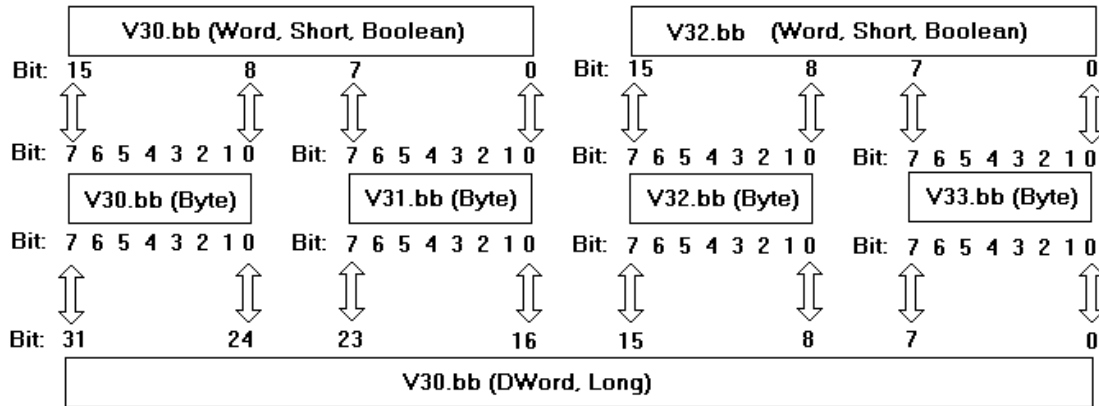 V30.bb (Word, Short, Boolean) V32.bb (Word, Short, Boolean)
Bit: 15 8 7 0 Bit: 15 8 7 0
Bit: 7 6 5 4 3 2 1 0 Bit: 7 6 5 4 3 2 1 0 Bit: 7 6 5 4 3 2 1 0 Bit: 7 6 5 4 3 2 1 0
V30.bb (Byte) V31.bb (Byte) V32.bb (Byte) V33.bb (Byte)
Bit: 7 6 5 4 3 2 1 0 Bit: 7 6 5 4 3 2 1 0 Bit: 7 6 5 4 3 2 1 0 Bit: 7 6 5 4 3 2 1 0
Bit: 31 24 23 16 15 8 7 0
V30.bb (DWord, Long)